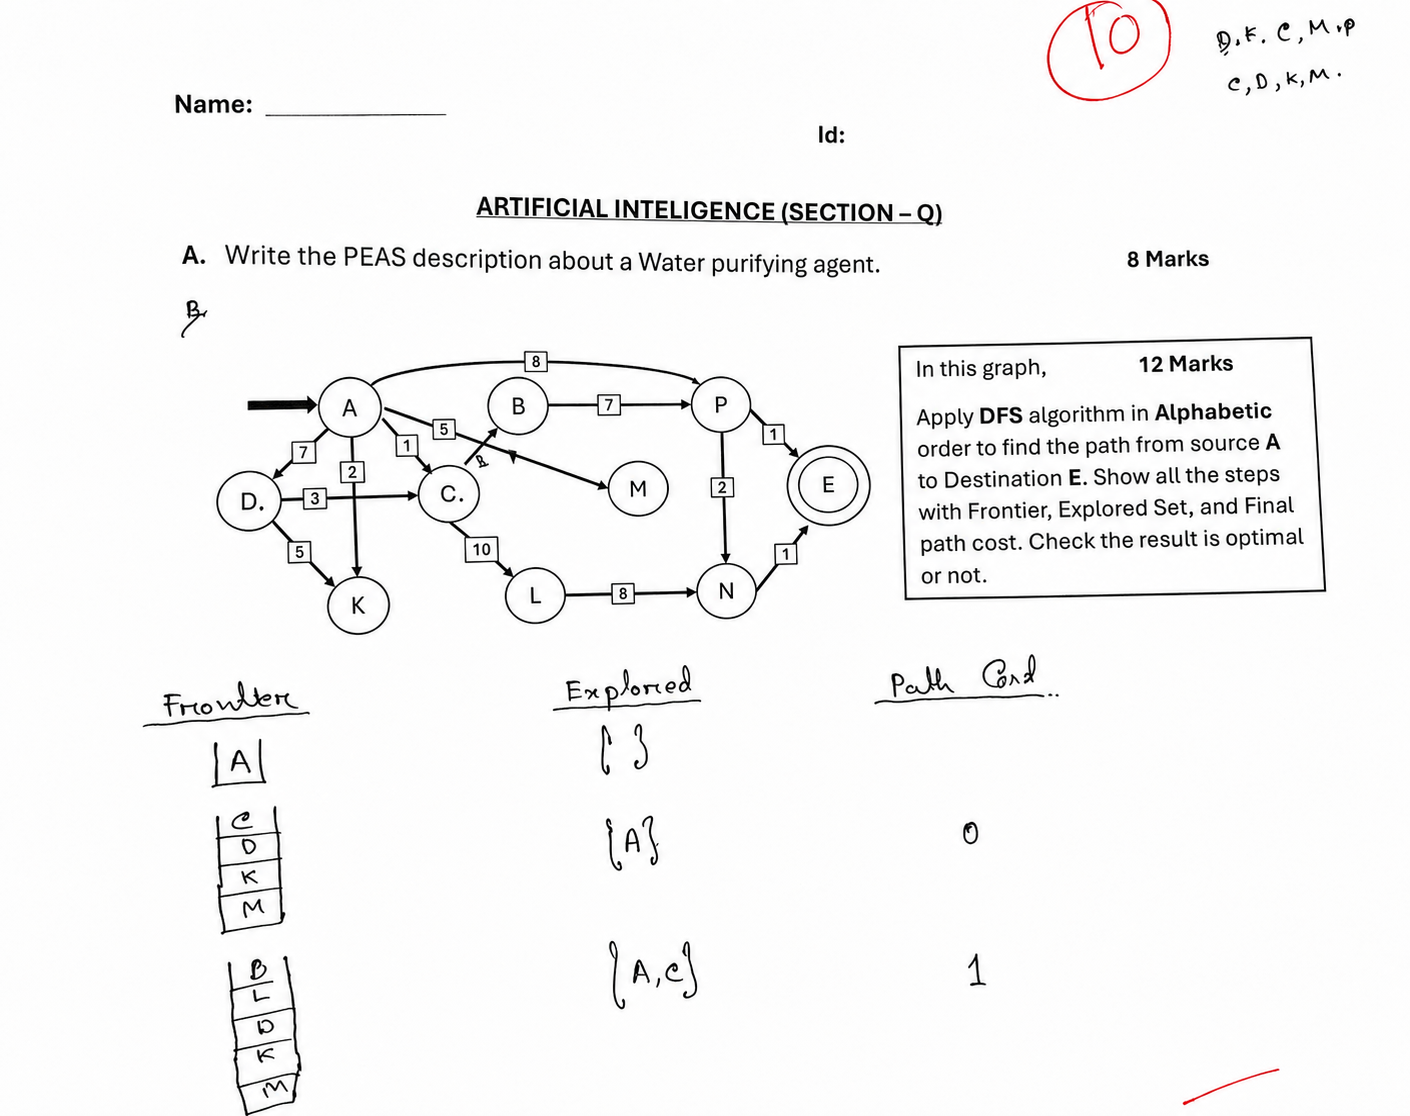 10
D, K, C, M, P
C, D, K, M.
Name: ____________
Id:
ARTIFICIAL INTELIGENCE (SECTION – Q)
A. Write the PEAS description about a Water purifying agent. 8 Marks
B.
8
A
B
7
P
5
1
7
1
2
D.
3
C.
M
2
E
5
10
1
K
L
8
N
In this graph, 12 Marks
Apply DFS algorithm in Alphabetic
order to find the path from source A
to Destination E. Show all the steps
with Frontier, Explored Set, and Final
path cost. Check the result is optimal
or not.
Frontier Explored Path Cost
A { }
C {A} 0
D
K
M
B {A,C} 1
L
D
K
M